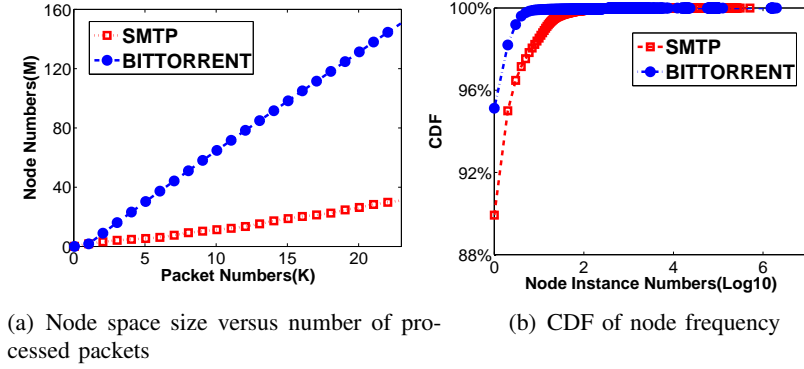 160
120
80
40
0
Node Numbers(M)
SMTP
BITTORRENT
0 5 10 15 20
Packet Numbers(K)
100%
96%
92%
88%
CDF
SMTP
BITTORRENT
0 2 4 6
Node Instance Numbers(Log10)
(a) Node space size versus number of pro-
cessed packets
(b) CDF of node frequency